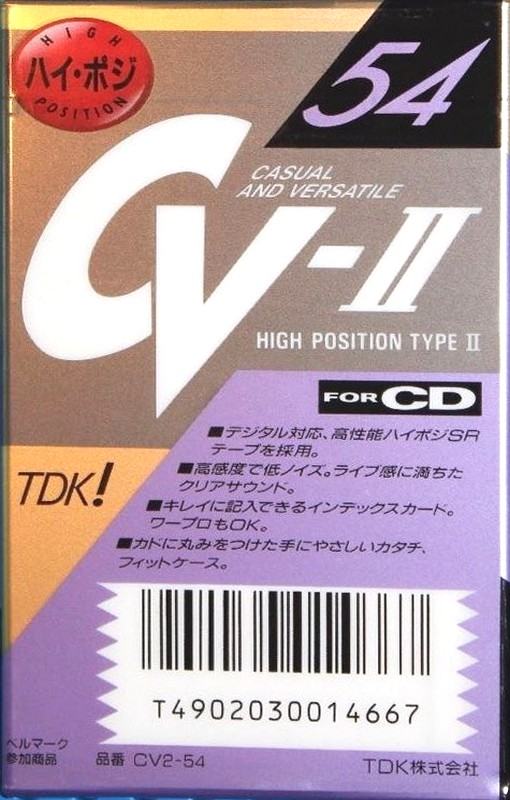 HIGH
ハイ・ポジ
POSITION
54
CASUAL
AND VERSATILE
CV-II
HIGH POSITION TYPE II
FOR CD
■デジタル対応、高性能ハイポジSR
テープを採用。
■高感度で低ノイズ。ライブ感に満ちた
クリアサウンド。
■キレイに記入できるインデックスカード。
ワープロもOK。
■カドに丸みをつけた手にやさしいカタチ、
フィットケース。
TDK!
T4902030014667
ベルマーク
参加商品
品番 CV2-54
TDK株式会社